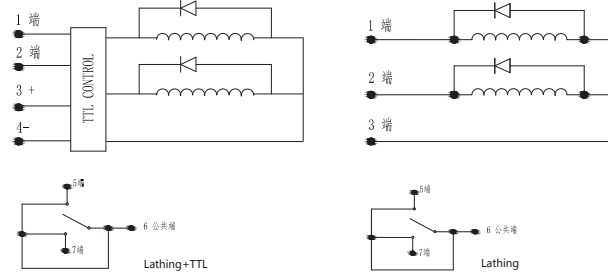 1 端
2 端
3 +
4-
TTL CONTROL
5端
6 公共端
7端
Lathing+TTL
1 端
2 端
3 端
5端
6 公共端
7端
Lathing